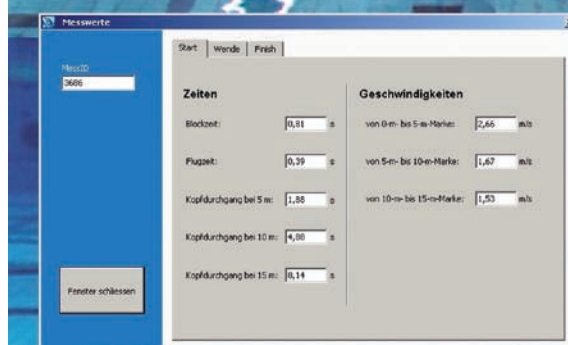 Messwerte
Start Wende Finish
MessID
3686
Zeiten
Geschwindigkeiten
Blockzeit: 0,81 s
von 0-m- bis 5-m-Marke: 2,66 m/s
Flugzeit: 0,39 s
von 5-m- bis 10-m-Marke: 1,67 m/s
Kopfdurchgang bei 5 m: 1,88 s
von 10-m- bis 15-m-Marke: 1,53 m/s
Kopfdurchgang bei 10 m: 4,88 s
Kopfdurchgang bei 15 m: 8,14 s
Fenster schliessen